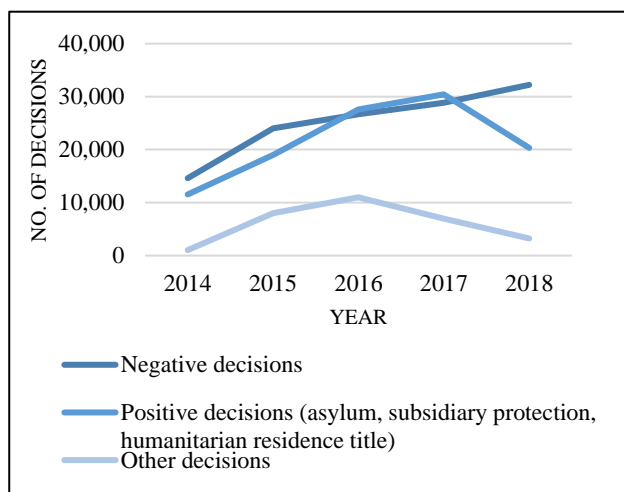 40,000
30,000
20,000
10,000
0
NO. OF DECISIONS
2014 2015 2016 2017 2018
YEAR
Negative decisions
Positive decisions (asylum, subsidiary protection,
humanitarian residence title)
Other decisions